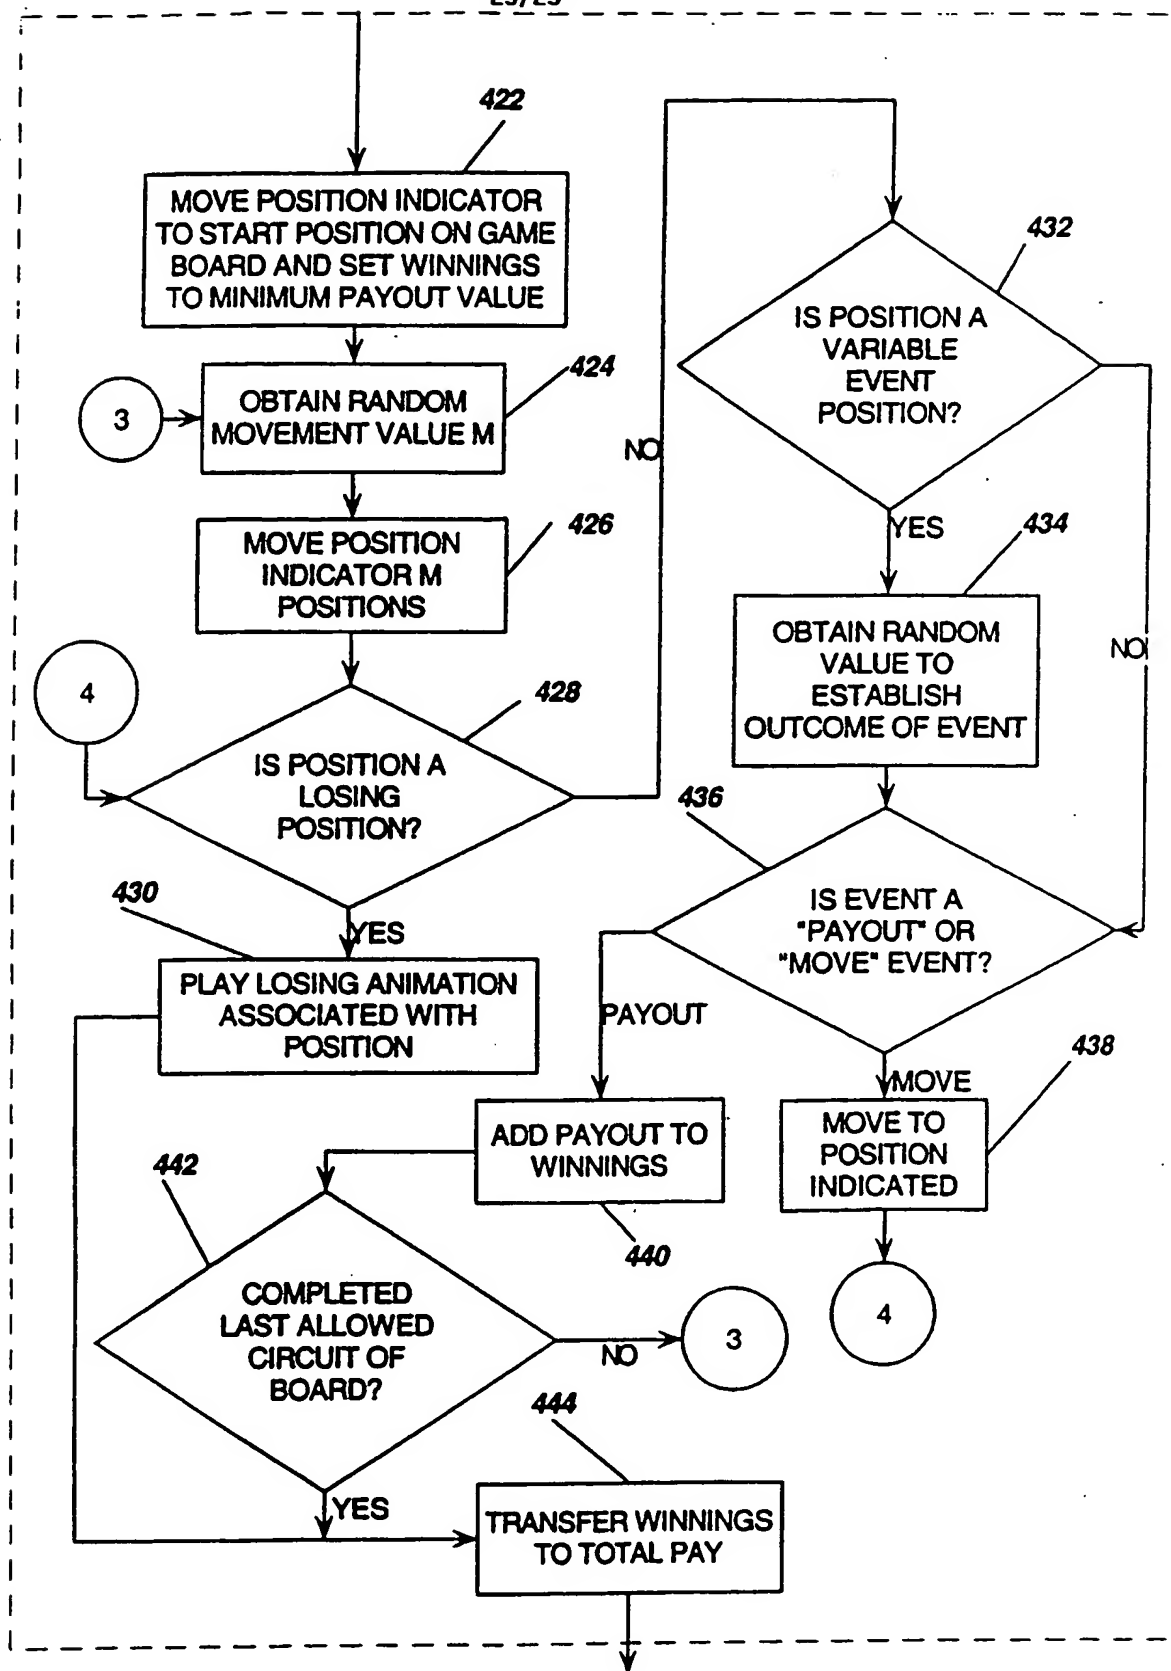 23/25
422
MOVE POSITION INDICATOR
TO START POSITION ON GAME
BOARD AND SET WINNINGS
TO MINIMUM PAYOUT VALUE
424
3
OBTAIN RANDOM
MOVEMENT VALUE M
426
MOVE POSITION
INDICATOR M
POSITIONS
4
428
IS POSITION A
LOSING
POSITION?
NO
430
YES
PLAY LOSING ANIMATION
ASSOCIATED WITH
POSITION
432
IS POSITION A
VARIABLE
EVENT
POSITION?
YES
NO
434
OBTAIN RANDOM
VALUE TO
ESTABLISH
OUTCOME OF EVENT
436
IS EVENT A
"PAYOUT" OR
"MOVE" EVENT?
PAYOUT
MOVE
438
MOVE TO
POSITION
INDICATED
4
ADD PAYOUT TO
WINNINGS
440
442
COMPLETED
LAST ALLOWED
CIRCUIT OF
BOARD?
NO
3
YES
444
TRANSFER WINNINGS
TO TOTAL PAY